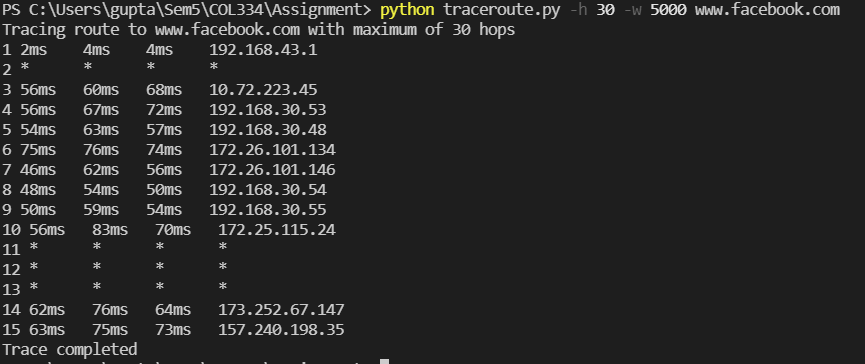 PS C:\Users\gupta\Sem5\COL334\Assignment> python traceroute.py -h 30 -w 5000 www.facebook.com
Tracing route to www.facebook.com with maximum of 30 hops
1 2ms 4ms 4ms 192.168.43.1
2 * * * *
3 56ms 60ms 68ms 10.72.223.45
4 56ms 67ms 72ms 192.168.30.53
5 54ms 63ms 57ms 192.168.30.48
6 75ms 76ms 74ms 172.26.101.134
7 46ms 62ms 56ms 172.26.101.146
8 48ms 54ms 50ms 192.168.30.54
9 50ms 59ms 54ms 192.168.30.55
10 56ms 83ms 70ms 172.25.115.24
11 * * * *
12 * * * *
13 * * * *
14 62ms 76ms 64ms 173.252.67.147
15 63ms 75ms 73ms 157.240.198.35
Trace completed